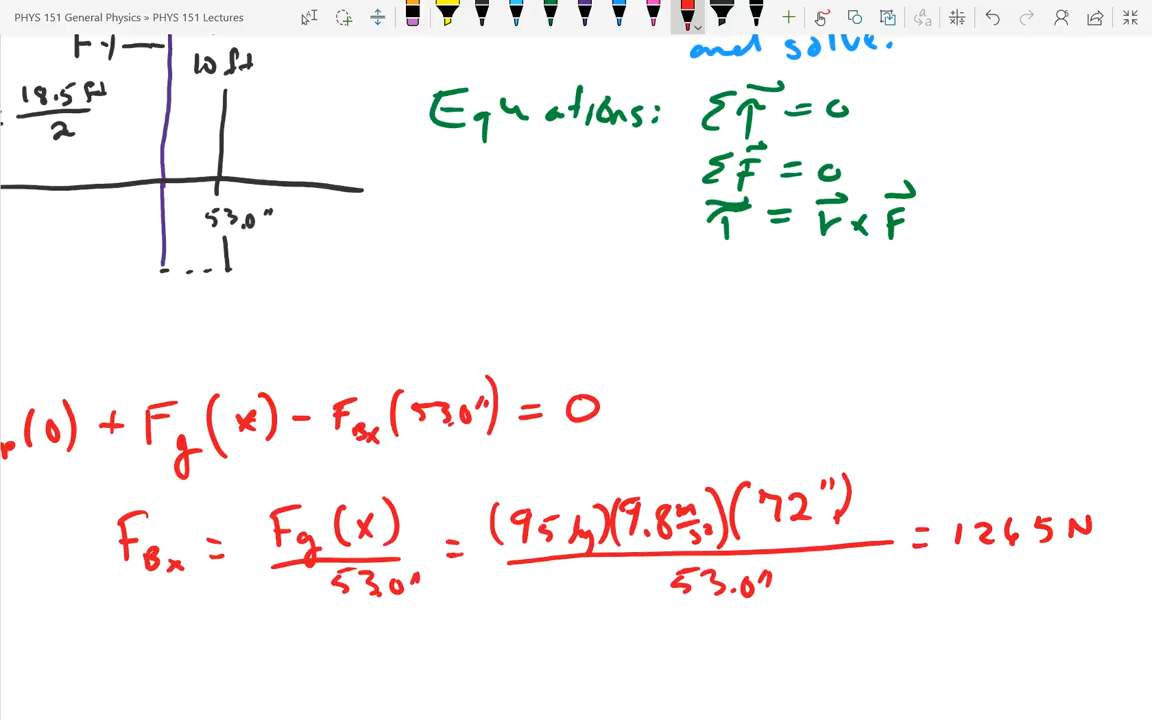 PHYS 151 General Physics » PHYS 151 Lectures
and solve.
Fy
10 ft
18.5 ft
2
53.0"
Equations: Στ⃗ = 0
ΣF⃗ = 0
τ⃗ = r⃗ × F⃗
(0) + Fg(x) - FBx(53.0") = 0
FBx = Fg(x) / 53.0" = (95 kg)(9.8 m/s²)(72") / 53.0" = 1265 N